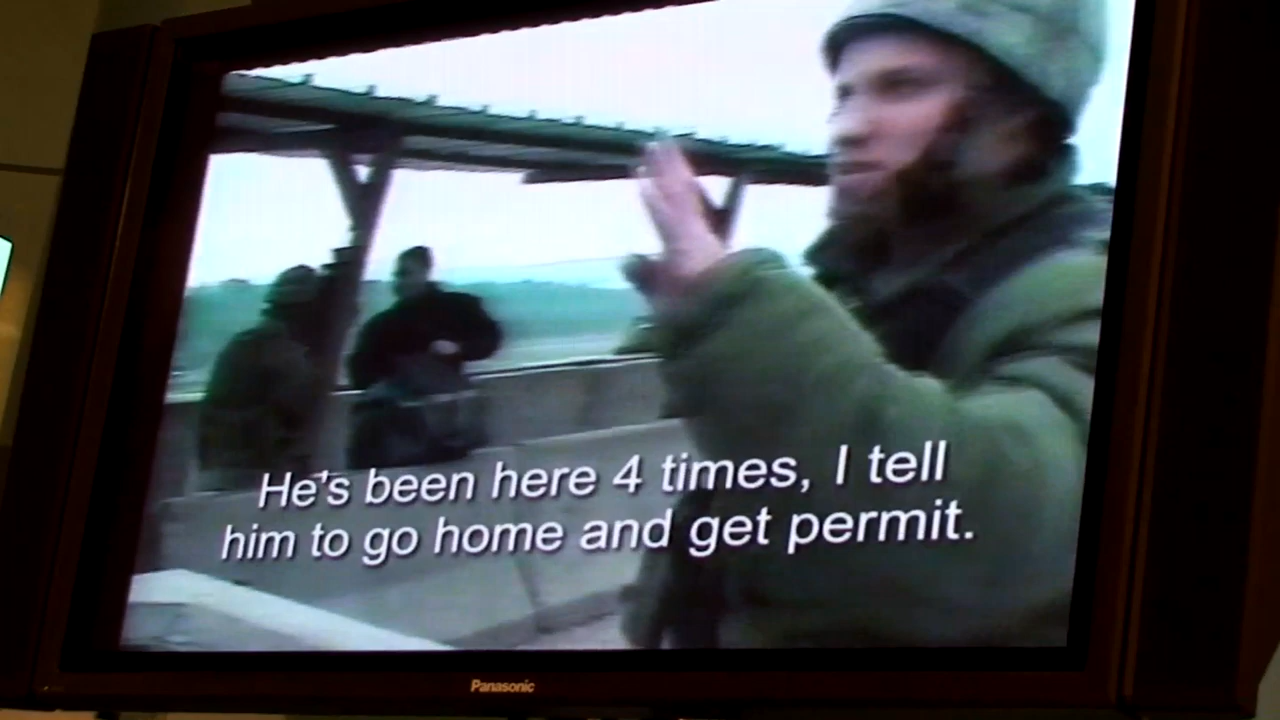 He's been here 4 times, I tell
him to go home and get permit.
Panasonic